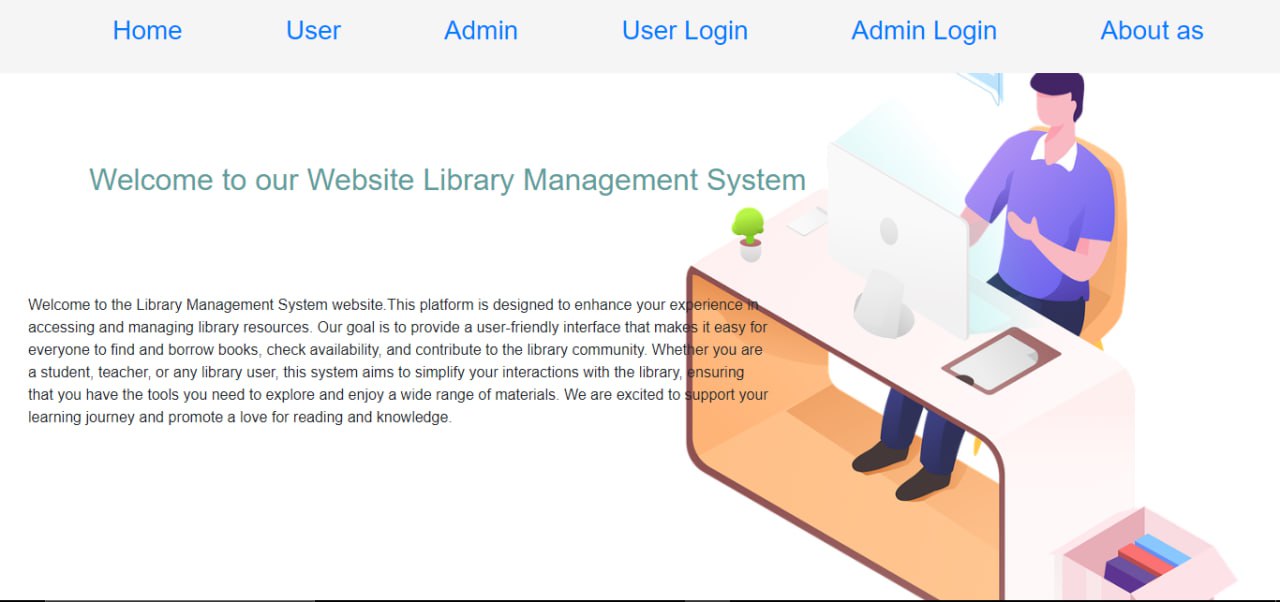 Home User Admin User Login Admin Login About as
Welcome to our Website Library Management System
Welcome to the Library Management System website.This platform is designed to enhance your experience in
accessing and managing library resources. Our goal is to provide a user-friendly interface that makes it easy for
everyone to find and borrow books, check availability, and contribute to the library community. Whether you are
a student, teacher, or any library user, this system aims to simplify your interactions with the library, ensuring
that you have the tools you need to explore and enjoy a wide range of materials. We are excited to support your
learning journey and promote a love for reading and knowledge.